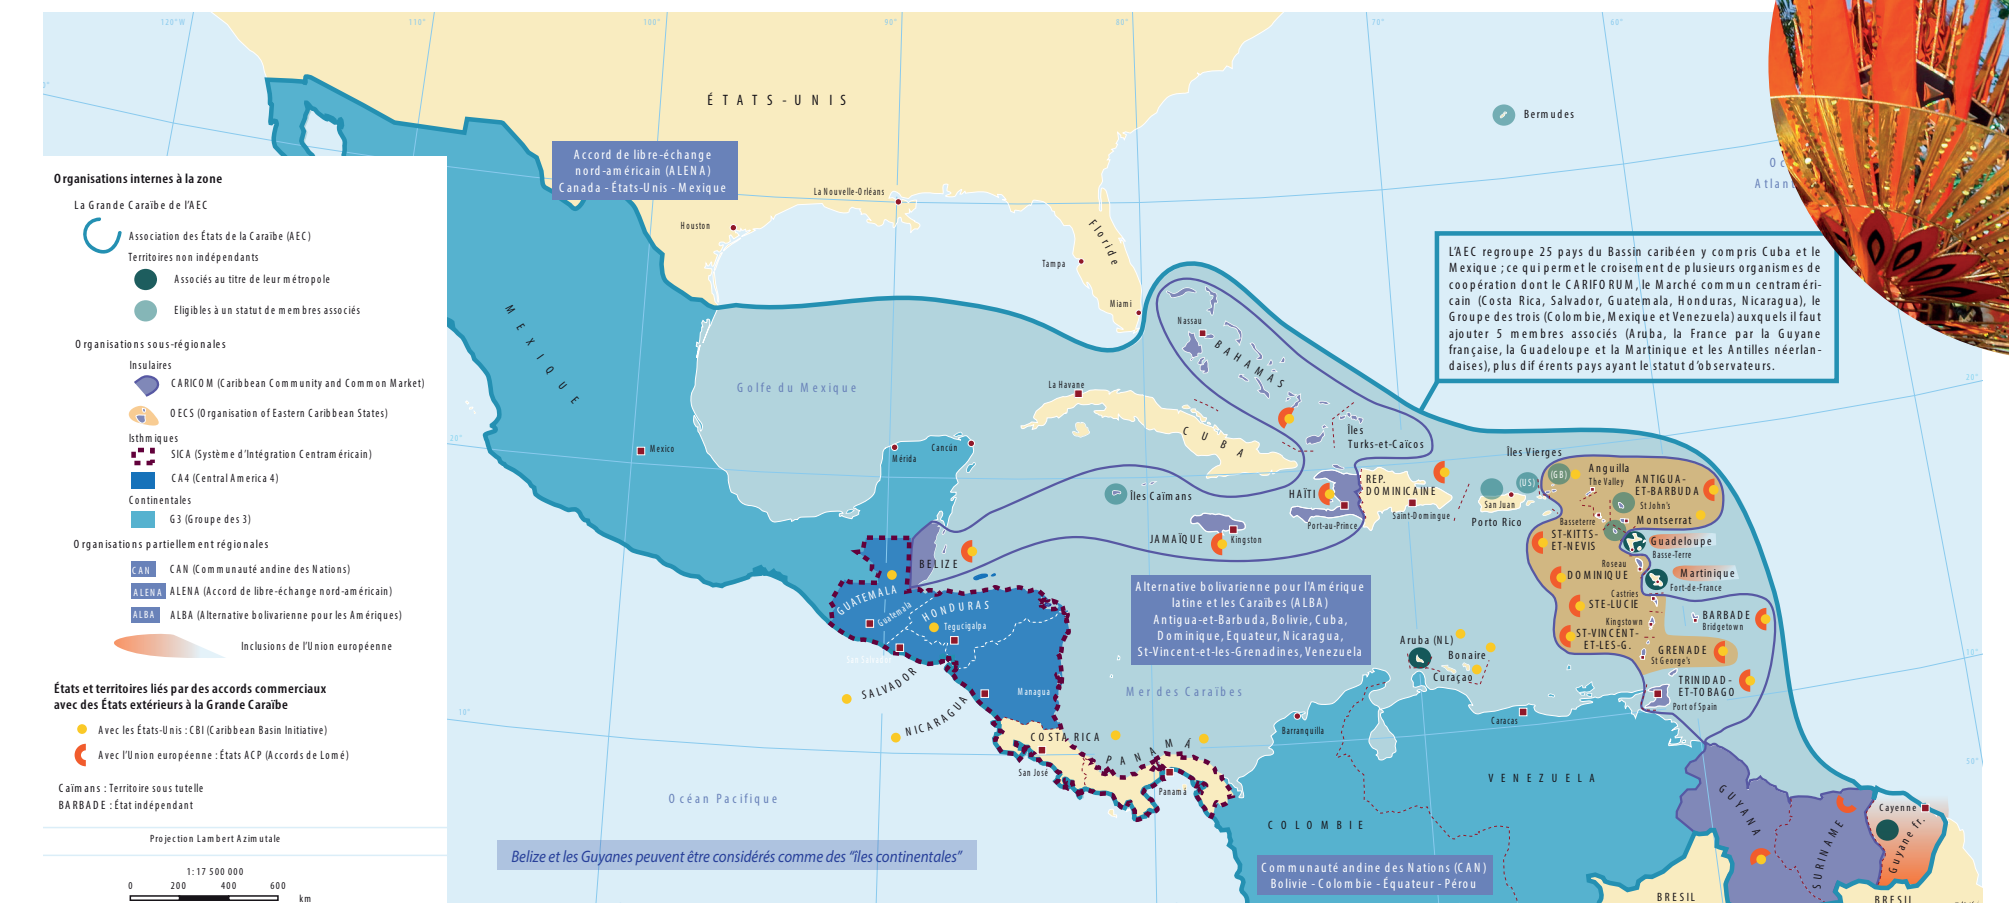 120°W
110°
100°
90°
80°
70°
60°
ÉTATS-UNIS
Bermudes
Accord de libre-échange
nord-américain (ALENA)
Canada - États-Unis - Mexique
La Nouvelle-Orléans
Houston
Floride
Tampa
Miami
Organisations internes à la zone
La Grande Caraïbe de l'AEC
Association des États de la Caraïbe (AEC)
Territoires non indépendants
Associés au titre de leur métropole
Eligibles à un statut de membres associés
Organisations sous-régionales
Insulaires
CARICOM (Caribbean Community and Common Market)
OECS (Organisation of Eastern Caribbean States)
Isthmiques
SICA (Système d'Intégration Centraméricain)
CA4 (Central America 4)
Continentales
G3 (Groupe des 3)
Organisations partiellement régionales
CAN
CAN (Communauté andine des Nations)
ALENA
ALENA (Accord de libre-échange nord-américain)
ALBA
ALBA (Alternative bolivarienne pour les Amériques)
Inclusions de l'Union européenne
États et territoires liés par des accords commerciaux
avec des États extérieurs à la Grande Caraïbe
Avec les États-Unis : CBI (Caribbean Basin Initiative)
Avec l'Union européenne : États ACP (Accords de Lomé)
Caïmans : Territoire sous tutelle
BARBADE : État indépendant
Projection Lambert Azimutale
1: 17 500 000
0 200 400 600
km
L'AEC regroupe 25 pays du Bassin caribéen y compris Cuba et le
Mexique ; ce qui permet le croisement de plusieurs organismes de
coopération dont le CARIFORUM, le Marché commun centraméri-
cain (Costa Rica, Salvador, Guatemala, Honduras, Nicaragua), le
Groupe des trois (Colombie, Mexique et Venezuela) auxquels il faut
ajouter 5 membres associés (Aruba, la France par la Guyane
française, la Guadeloupe et la Martinique et les Antilles néerlan-
daises), plus dif érents pays ayant le statut d'observateurs.
MEXIQUE
Golfe du Mexique
Nassau
BAHAMAS
La Havane
CUBA
Îles
Turks-et-Caïcos
20°
20°
Mexico
Mérida
Cancún
Îles Caïmans
HAÏTI
Port-au-Prince
REP.
DOMINICAINE
Saint-Domingue
JAMAÏQUE
Kingston
Îles Vierges
(US)
(GB)
San Juan
Porto Rico
Anguilla
The Valley
ANTIGUA-
ET-BARBUDA
St John's
Montserrat
Basseterre
ST-KITTS-
ET-NEVIS
Guadeloupe
Basse-Terre
Roseau
DOMINIQUE
Martinique
Fort-de-France
Castries
STE-LUCIE
Kingstown
ST-VINCENT-
ET-LES-G.
BARBADE
Bridgetown
GRENADE
St George's
TRINIDAD-
ET-TOBAGO
Port of Spain
BELIZE
GUATEMALA
Guatemala
HONDURAS
Tegucigalpa
San Salvador
SALVADOR
NICARAGUA
Managua
COSTA RICA
San José
PANAMÁ
Panamá
Alternative bolivarienne pour l'Amérique
latine et les Caraïbes (ALBA)
Antigua-et-Barbuda, Bolivie, Cuba,
Dominique, Equateur, Nicaragua,
St-Vincent-et-les-Grenadines, Venezuela
Aruba (NL)
Bonaire
Curaçao
Mer des Caraïbes
10°
10°
Barranquilla
Caracas
VENEZUELA
COLOMBIE
Océan Pacifique
50°
GUYANA
SURINAME
Cayenne
Guyane fr.
BRESIL
BRESIL
Belize et les Guyanes peuvent être considérés comme des "îles continentales"
Communauté andine des Nations (CAN)
Bolivie - Colombie - Équateur - Pérou